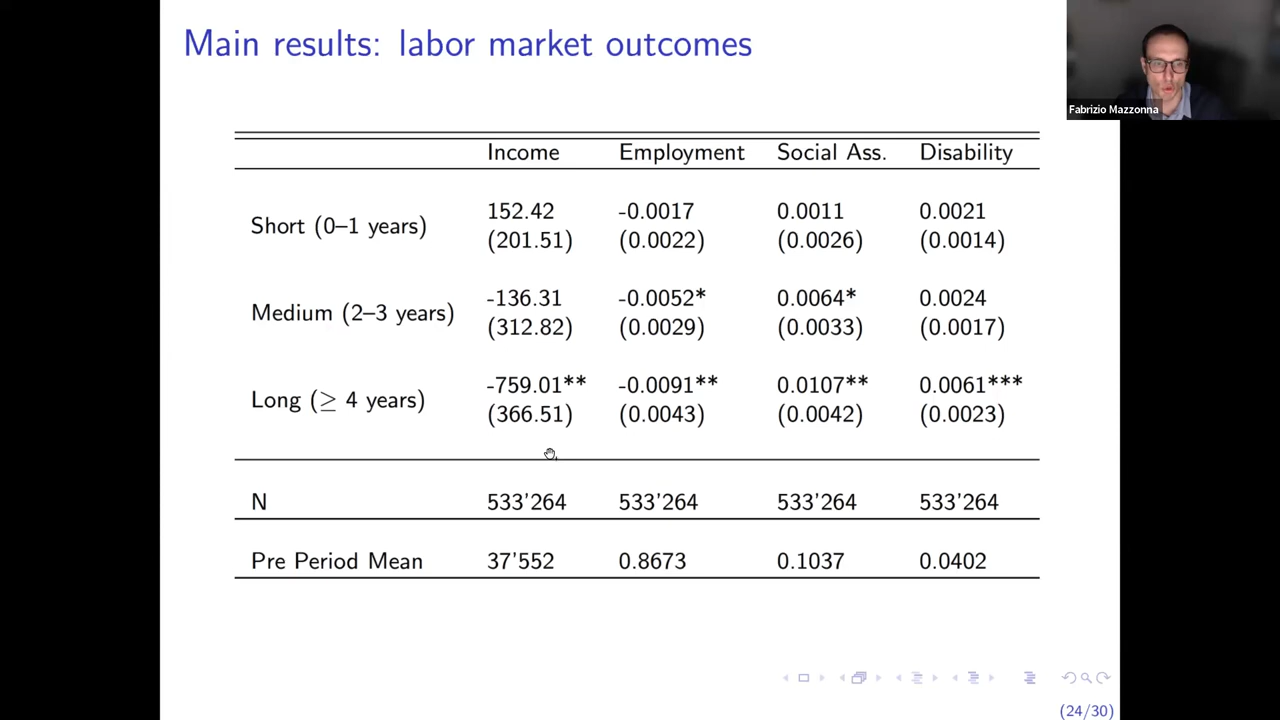 Main results: labor market outcomes
Fabrizio Mazzonna
Income Employment Social Ass. Disability
Short (0–1 years) 152.42 -0.0017 0.0011 0.0021
(201.51) (0.0022) (0.0026) (0.0014)
Medium (2–3 years) -136.31 -0.0052* 0.0064* 0.0024
(312.82) (0.0029) (0.0033) (0.0017)
Long (≥ 4 years) -759.01** -0.0091** 0.0107** 0.0061***
(366.51) (0.0043) (0.0042) (0.0023)
N 533'264 533'264 533'264 533'264
Pre Period Mean 37'552 0.8673 0.1037 0.0402
(24/30)